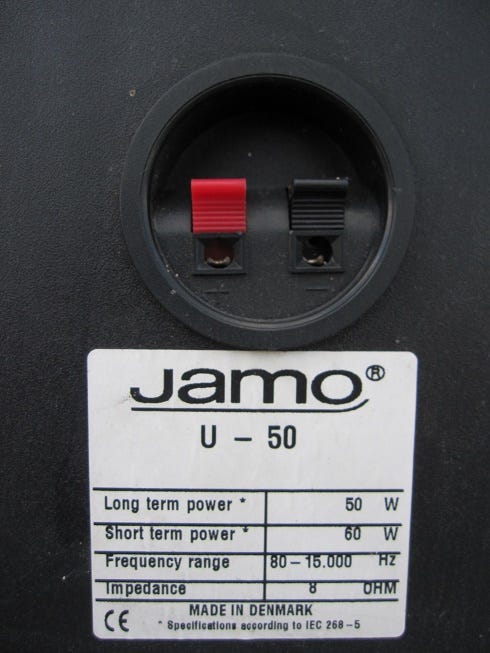 + −
Jamo®
U - 50
Long term power * 50 W
Short term power * 60 W
Frequency range 80-15.000 Hz
Impedance 8 OHM
MADE IN DENMARK
CE * Specifications according to IEC 268-5